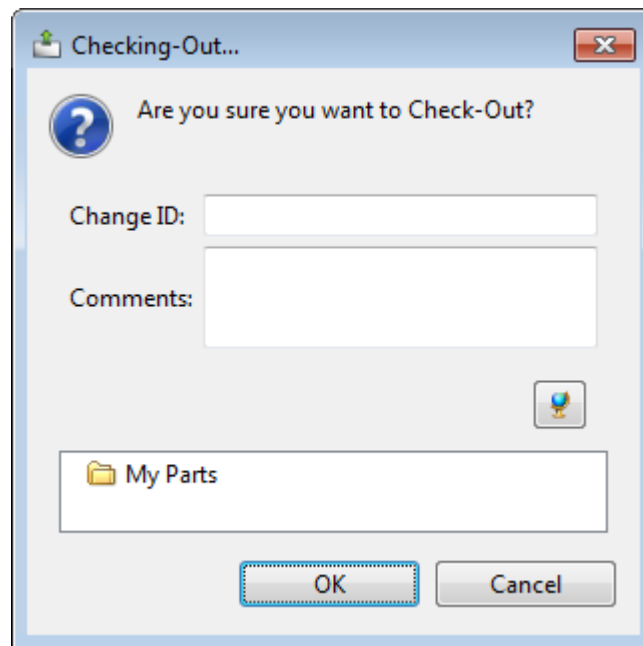 Checking-Out...
Are you sure you want to Check-Out?
Change ID:
Comments:
My Parts
OK
Cancel